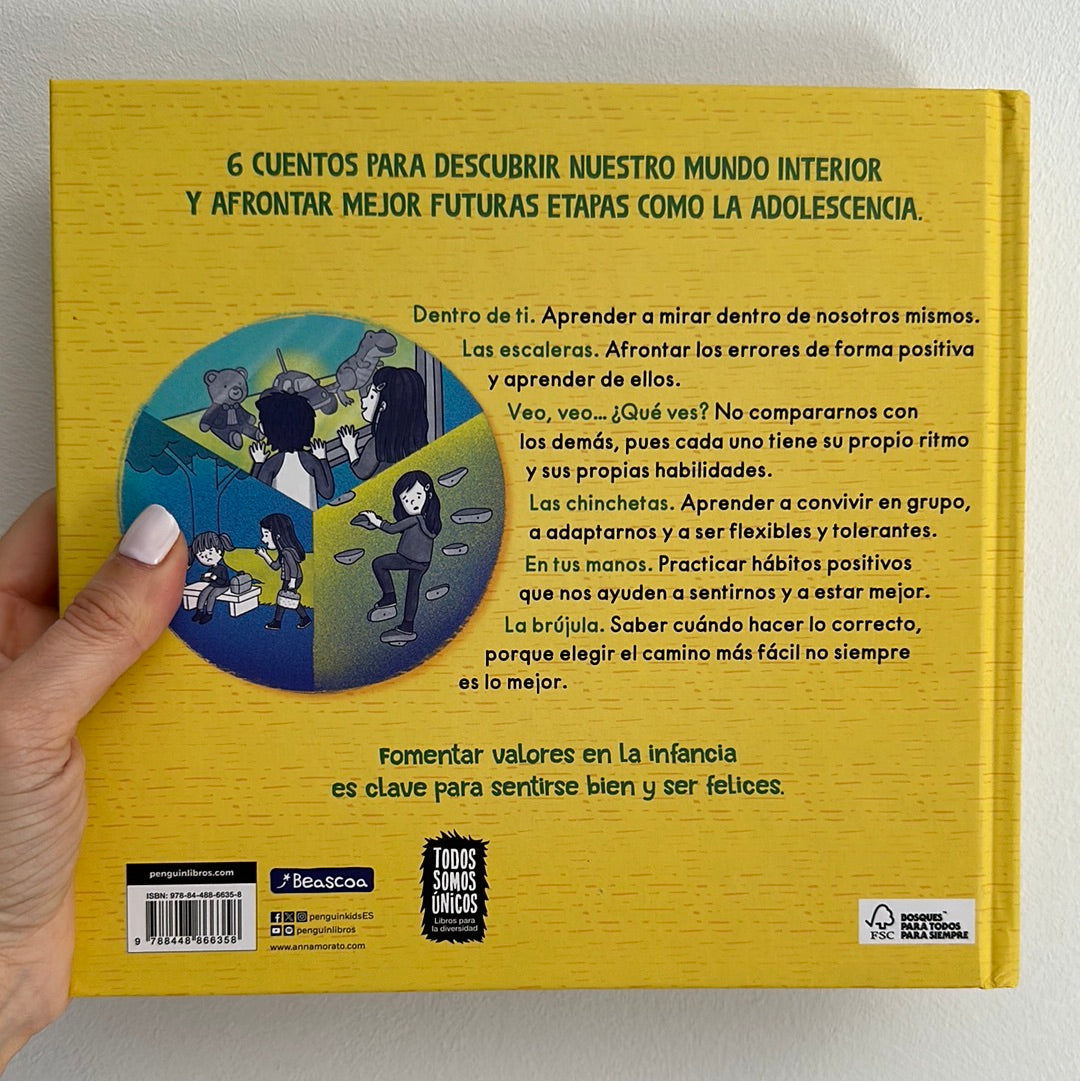 6 CUENTOS PARA DESCUBRIR NUESTRO MUNDO INTERIOR
Y AFRONTAR MEJOR FUTURAS ETAPAS COMO LA ADOLESCENCIA.
Dentro de ti. Aprender a mirar dentro de nosotros mismos.
Las escaleras. Afrontar los errores de forma positiva
y aprender de ellos.
Veo, veo... ¿Qué ves? No compararnos con
los demás, pues cada uno tiene su propio ritmo
y sus propias habilidades.
Las chinchetas. Aprender a convivir en grupo,
a adaptarnos y a ser flexibles y tolerantes.
En tus manos. Practicar hábitos positivos
que nos ayuden a sentirnos y a estar mejor.
La brújula. Saber cuándo hacer lo correcto,
porque elegir el camino más fácil no siempre
es lo mejor.
Fomentar valores en la infancia
es clave para sentirse bien y ser felices.
penguinlibros.com
ISBN: 978-84-488-6635-8
9 788448 866358
Beascoa
penguinkidsES
penguinlibros
www.annamorato.com
TODOS
SOMOS
ÚNICOS
Libros para
la diversidad
FSC
BOSQUES™
PARA TODOS
PARA SIEMPRE